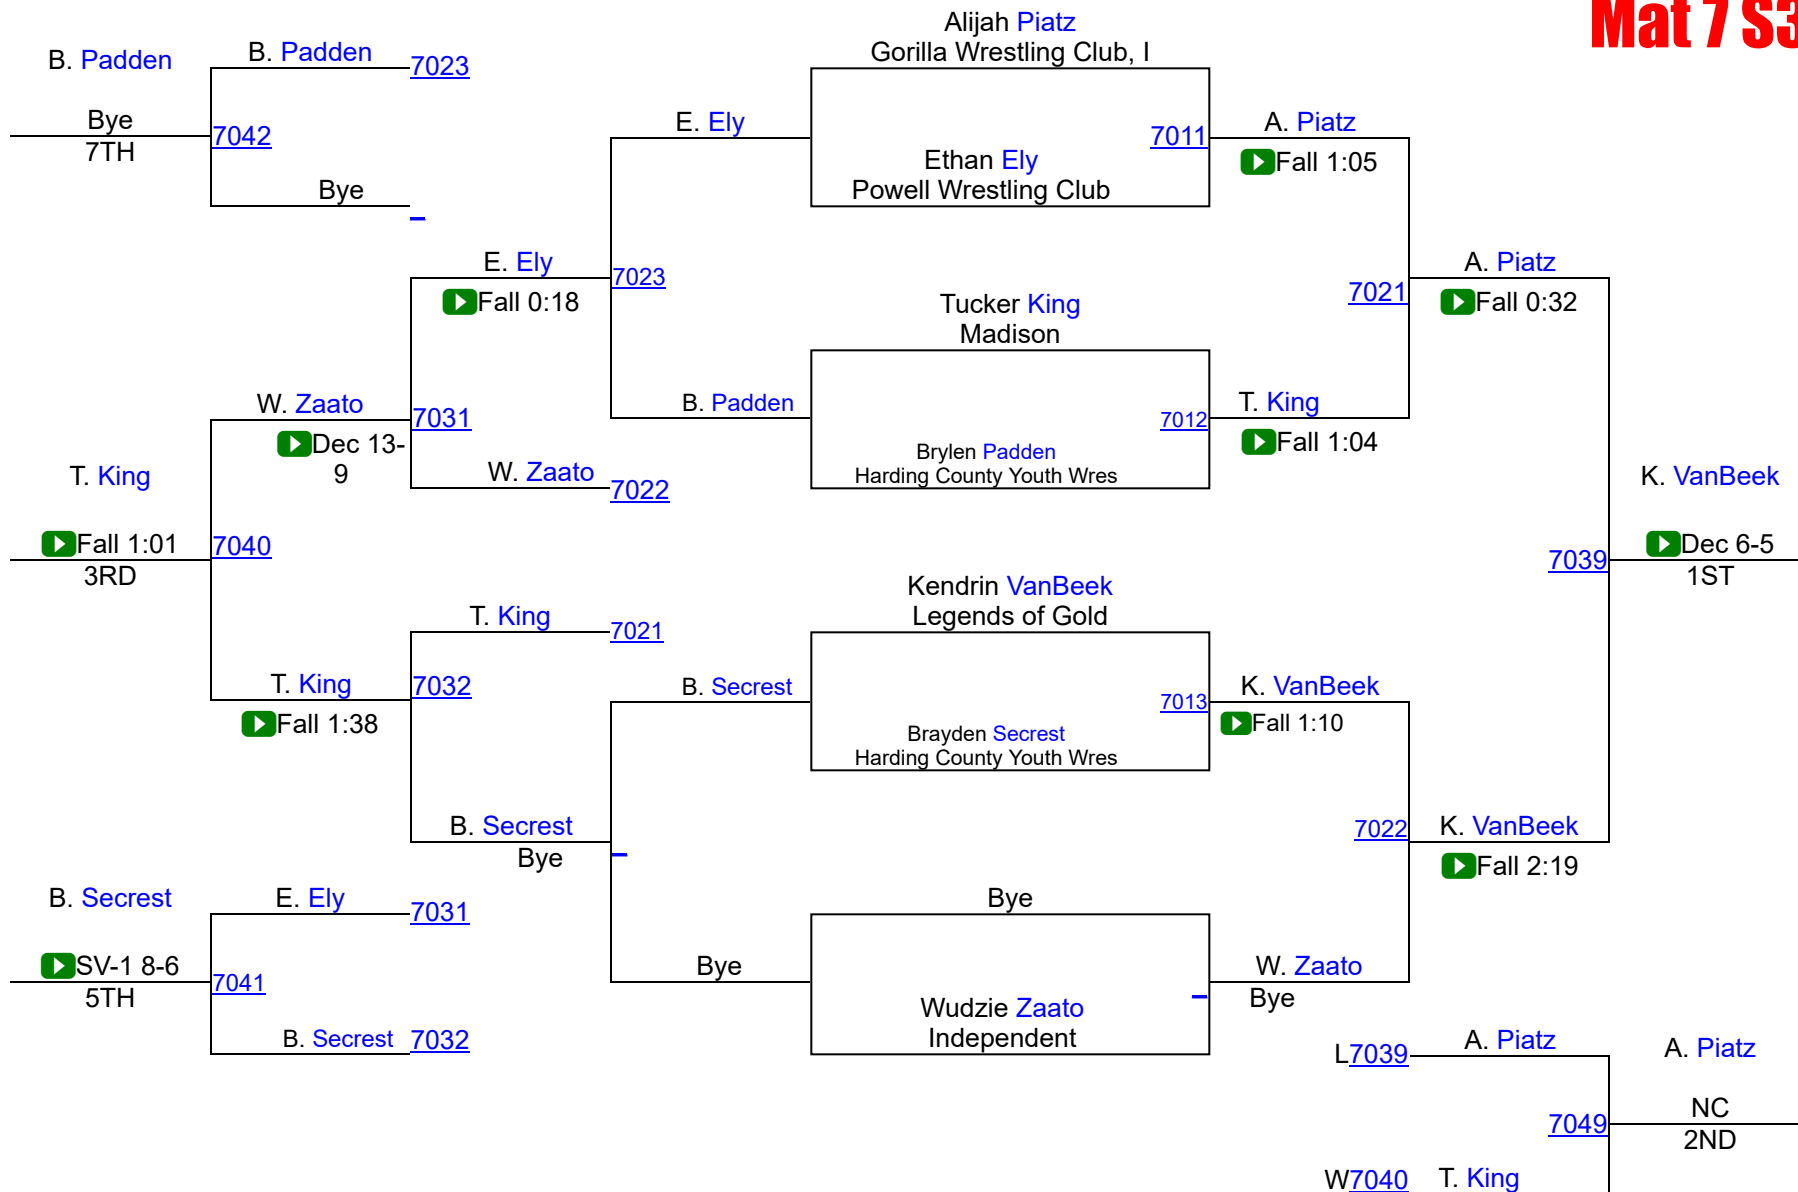 Mat 7 S3
Alijah Piatz
Gorilla Wrestling Club, I
B. Padden
B. Padden
7023
Bye
7042
7TH
Bye
E. Ely
Ethan Ely
Powell Wrestling Club
7011
A. Piatz
Fall 1:05
E. Ely
7023
Fall 0:18
Tucker King
Madison
7021
A. Piatz
Fall 0:32
W. Zaato
7031
Dec 13-
9
B. Padden
Brylen Padden
Harding County Youth Wres
7012
T. King
Fall 1:04
W. Zaato
7022
T. King
Fall 1:01
7040
3RD
K. VanBeek
7039
Dec 6-5
1ST
Kendrin VanBeek
Legends of Gold
T. King
7021
T. King
7032
Fall 1:38
B. Secrest
Brayden Secrest
Harding County Youth Wres
7013
K. VanBeek
Fall 1:10
B. Secrest
Bye
7022
K. VanBeek
Fall 2:19
B. Secrest
E. Ely
7031
SV-1 8-6
7041
5TH
B. Secrest
7032
Bye
Bye
Wudzie Zaato
Independent
W. Zaato
Bye
L7039
A. Piatz
A. Piatz
7049
NC
2ND
W7040
T. King